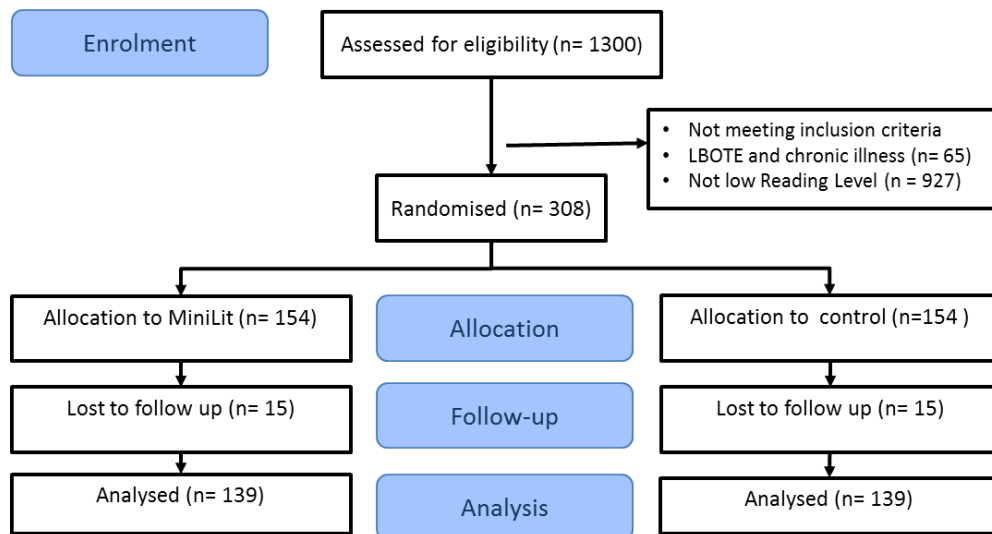 Enrolment
Assessed for eligibility (n= 1300)
• Not meeting inclusion criteria
• LBOTE and chronic illness (n= 65)
• Not low Reading Level (n = 927)
Randomised (n= 308)
Allocation to MiniLit (n= 154)
Allocation
Allocation to control (n=154 )
Lost to follow up (n= 15)
Follow-up
Lost to follow up (n= 15)
Analysed (n= 139)
Analysis
Analysed (n= 139)